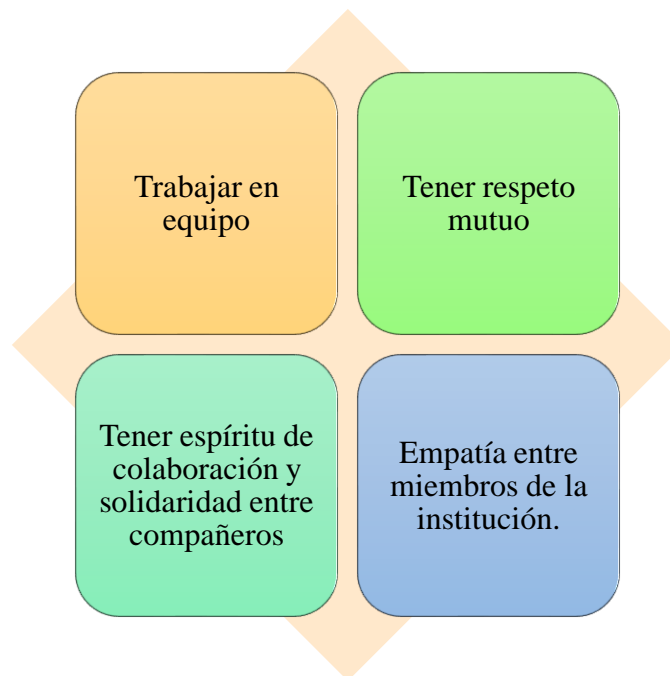 Trabajar en
equipo
Tener respeto
mutuo
Tener espíritu de
colaboración y
solidaridad entre
compañeros
Empatía entre
miembros de la
institución.